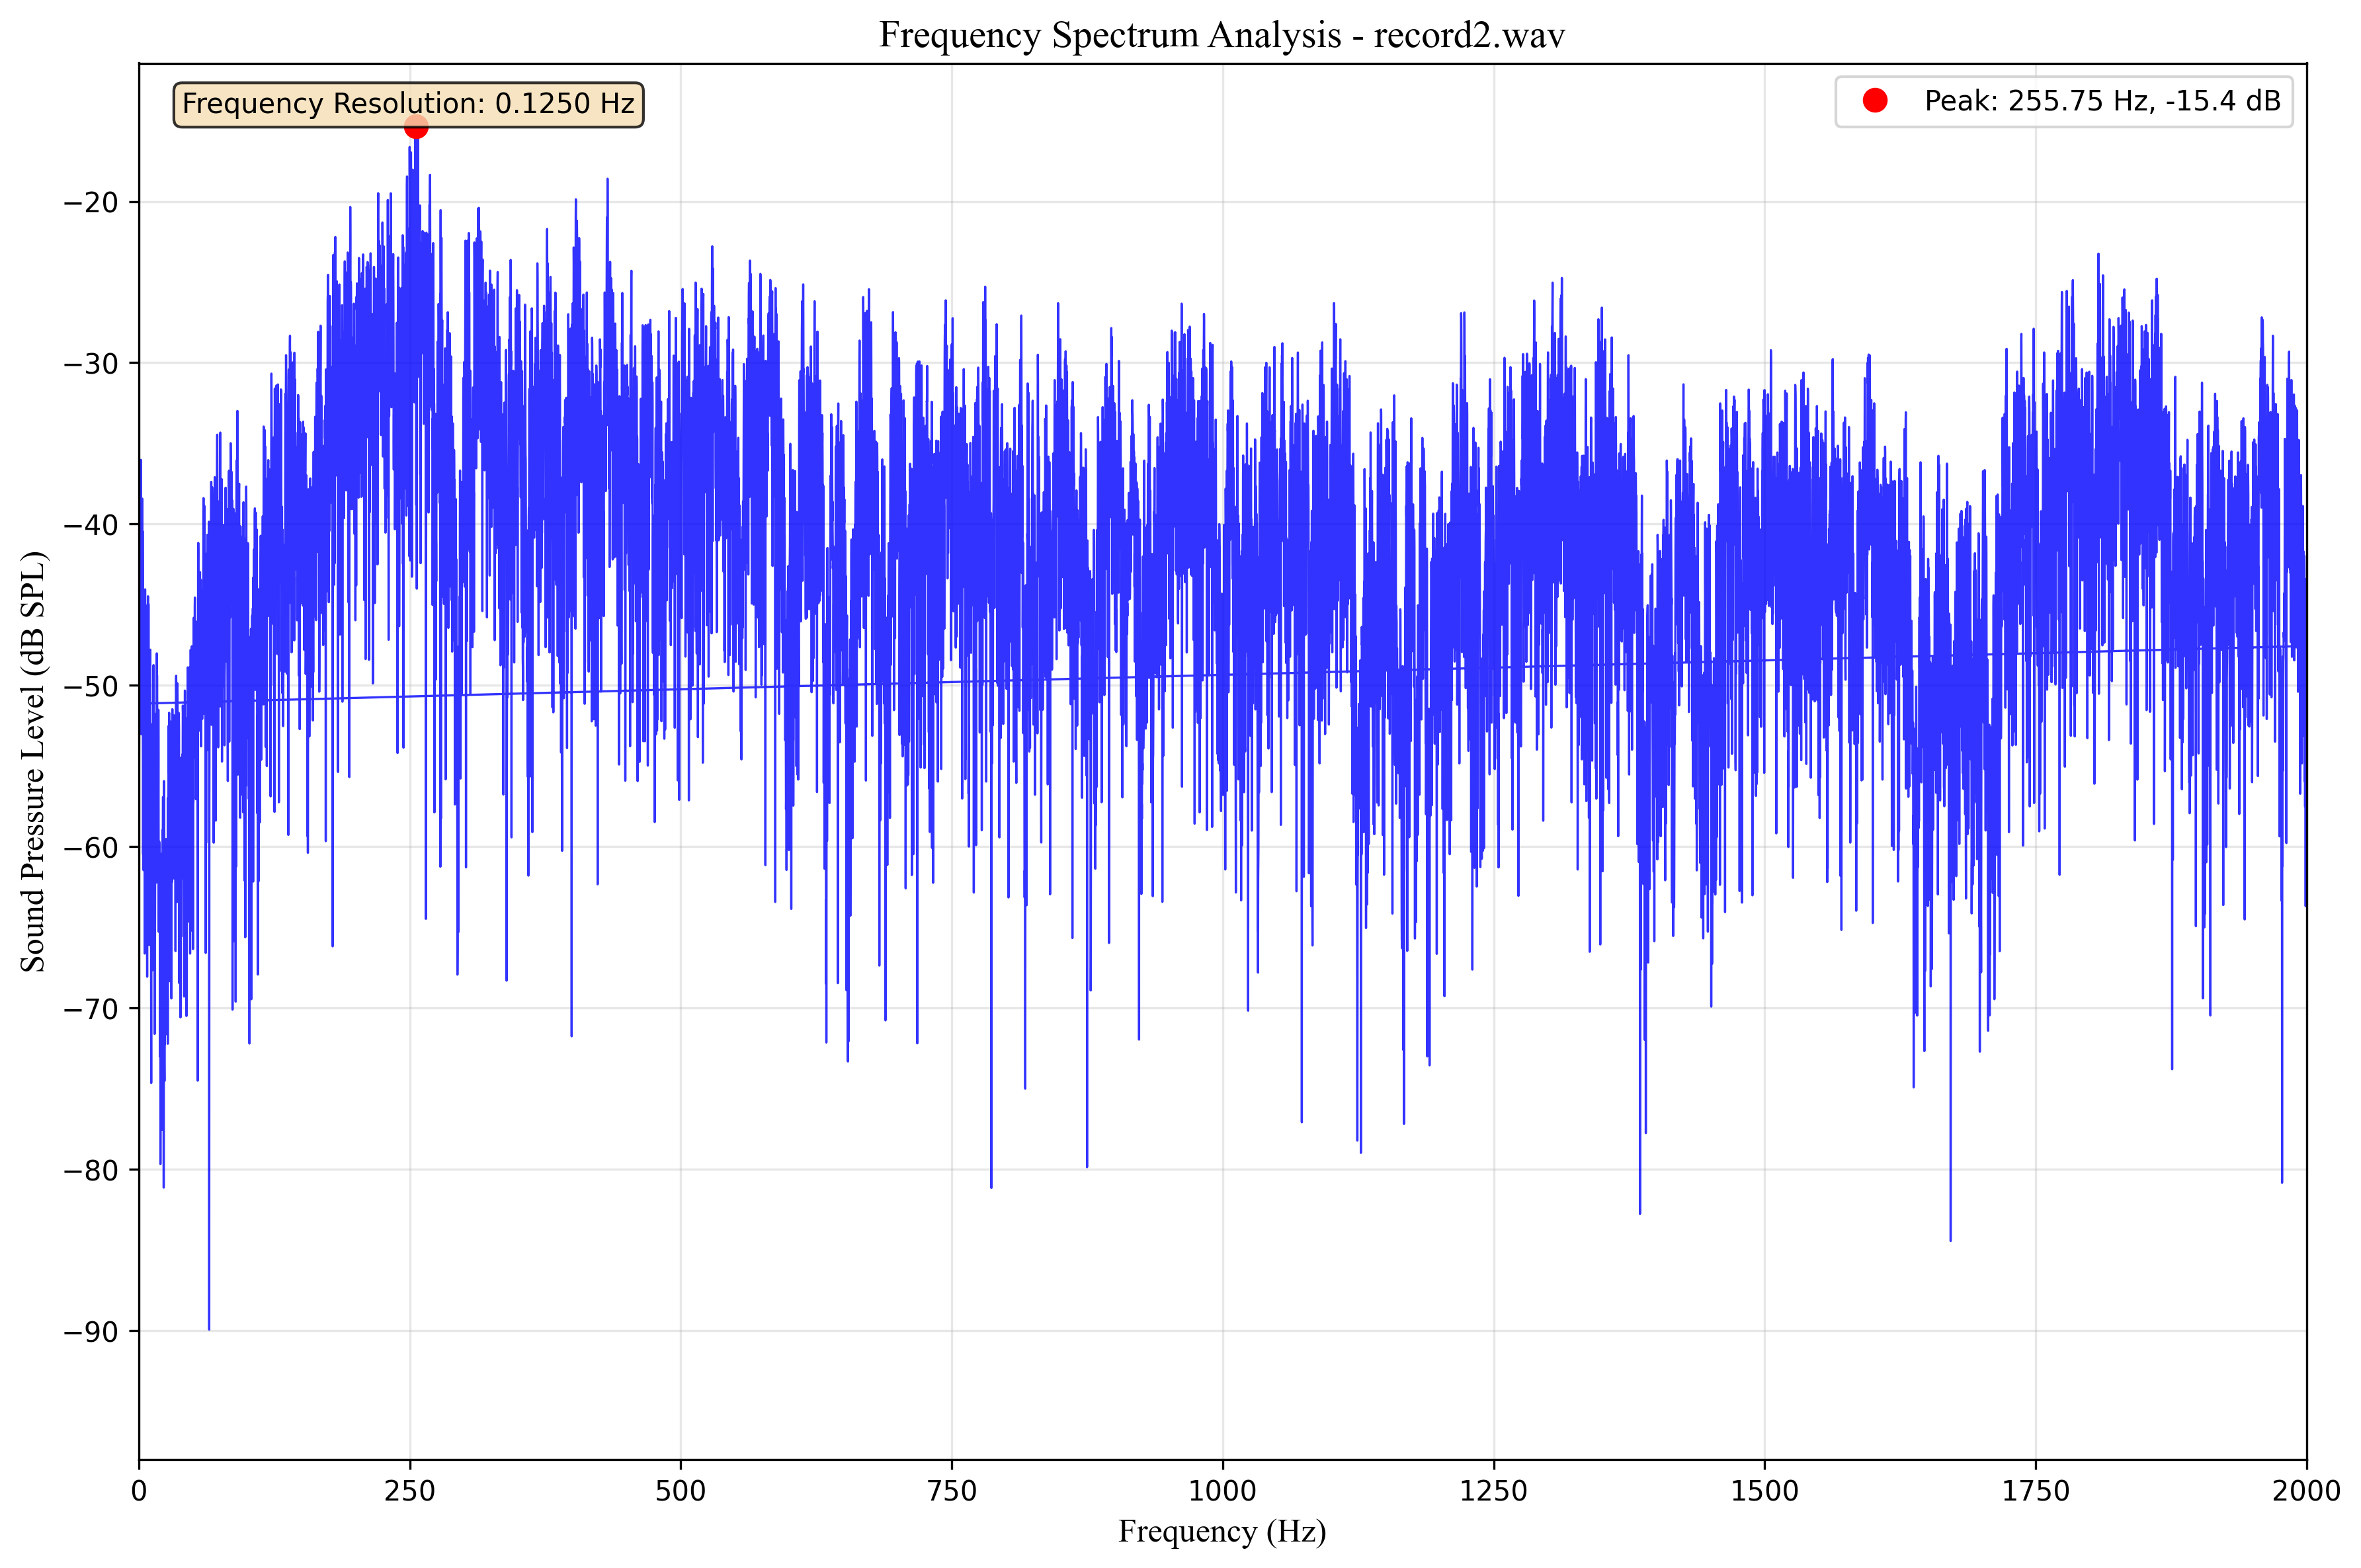 Frequency Spectrum Analysis - record2.wav
Frequency Resolution: 0.1250 Hz
Peak: 255.75 Hz, -15.4 dB
−20
−30
−40
−50
−60
−70
−80
−90
Sound Pressure Level (dB SPL)
0 250 500 750 1000 1250 1500 1750 2000
Frequency (Hz)